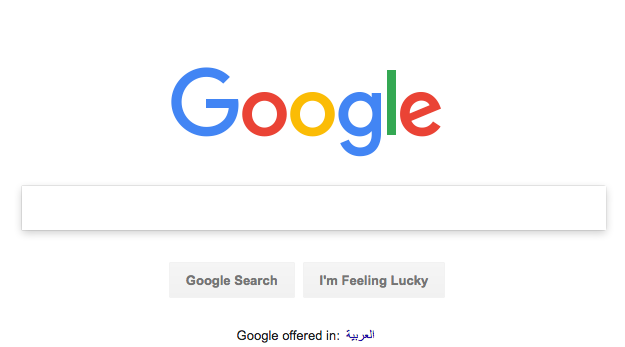 Google
Google Search
I'm Feeling Lucky
Google offered in: العربية